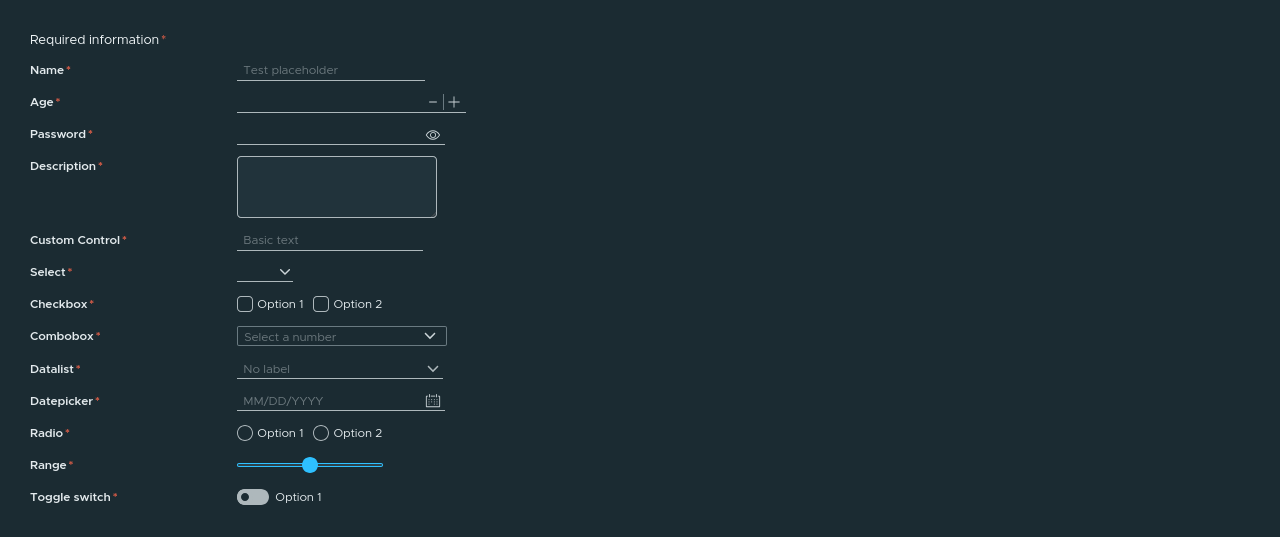 Required information*
Name* Test placeholder
Age*
Password*
Description*
Custom Control* Basic text
Select*
Checkbox* Option 1 Option 2
Combobox* Select a number
Datalist* No label
Datepicker* MM/DD/YYYY
Radio* Option 1 Option 2
Range*
Toggle switch* Option 1